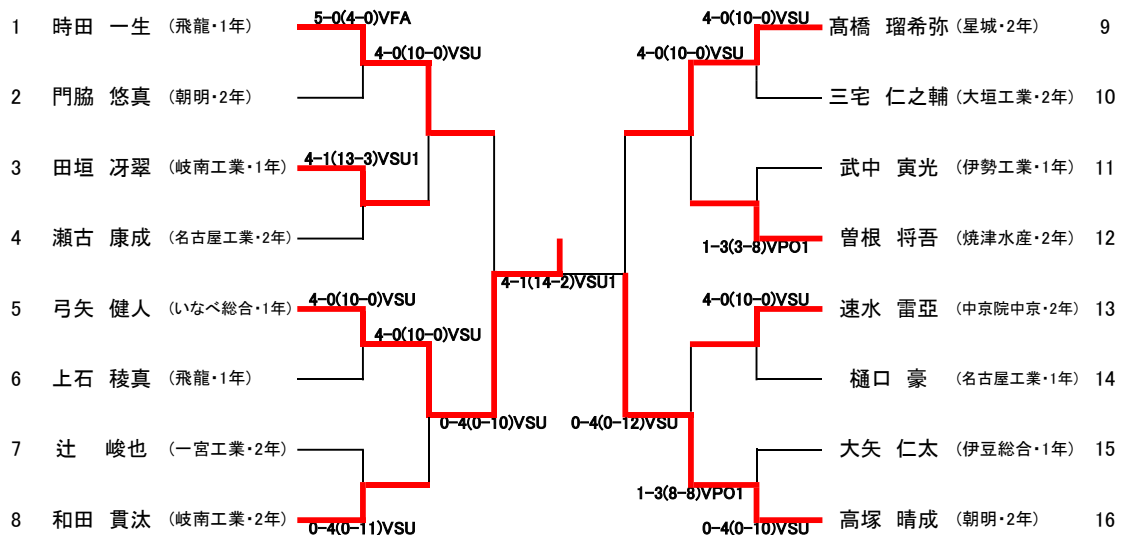 5-0(4-0)VFA 4-0(10-0)VSU
1 時田 一生 (飛龍・1年) 髙橋 瑠希弥 (星城・2年) 9
4-0(10-0)VSU 4-0(10-0)VSU
2 門脇 悠真 (朝明・2年) 三宅 仁之輔 (大垣工業・2年) 10
4-1(13-3)VSU1
3 田垣 冴翠 (岐南工業・1年) 武中 寅光 (伊勢工業・1年) 11
4 瀬古 康成 (名古屋工業・2年) 曽根 将吾 (焼津水産・2年) 12
1-3(3-8)VPO1
4-1(14-2)VSU1
4-0(10-0)VSU 4-0(10-0)VSU
5 弓矢 健人 (いなべ総合・1年) 速水 雷亞 (中京院中京・2年) 13
4-0(10-0)VSU
6 上石 稜真 (飛龍・1年) 樋口 豪 (名古屋工業・1年) 14
0-4(0-10)VSU 0-4(0-12)VSU
7 辻 峻也 (一宮工業・2年) 大矢 仁太 (伊豆総合・1年) 15
1-3(8-8)VPO1
8 和田 貫汰 (岐南工業・2年) 高塚 晴成 (朝明・2年) 16
0-4(0-11)VSU 0-4(0-10)VSU